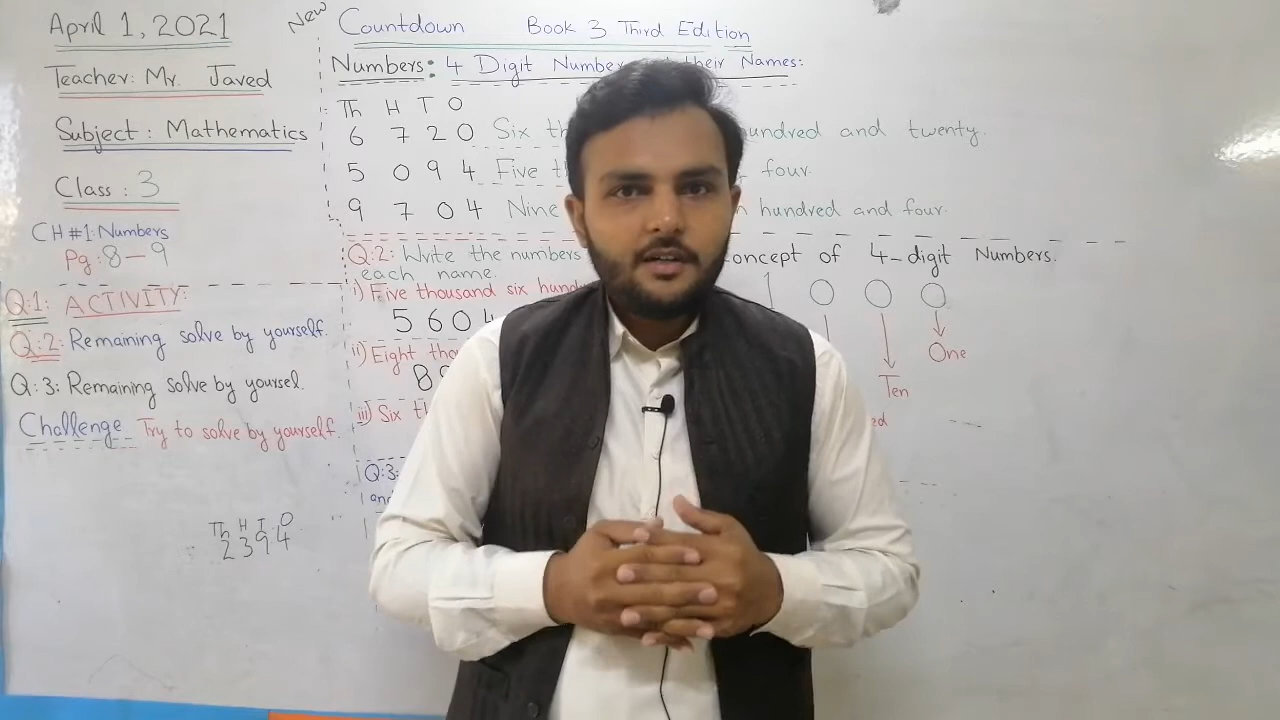 April 1, 2021
Teacher: Mr. Javed
Subject: Mathematics
Class: 3
CH#1: Numbers
Pg: 8-9
Q:1: ACTIVITY:
Q:2: Remaining solve by yourself.
Q:3: Remaining solve by yoursel.
Challenge Try to solve by yourself.
Th H T O
2 3 9 4
New
Countdown Book 3 Third Edition
Numbers: 4 Digit Number their Names:
Th H T O
6 7 2 0 Six and twenty.
5 0 9 4 Five four.
9 7 0 4 Nine hundred and four.
Q:2: Write the numbers concept of 4-digit Numbers.
each name.
i) Five thousand six
5 6 0 4
One
ii) Eight
Ten
iii) Six
Q:3: